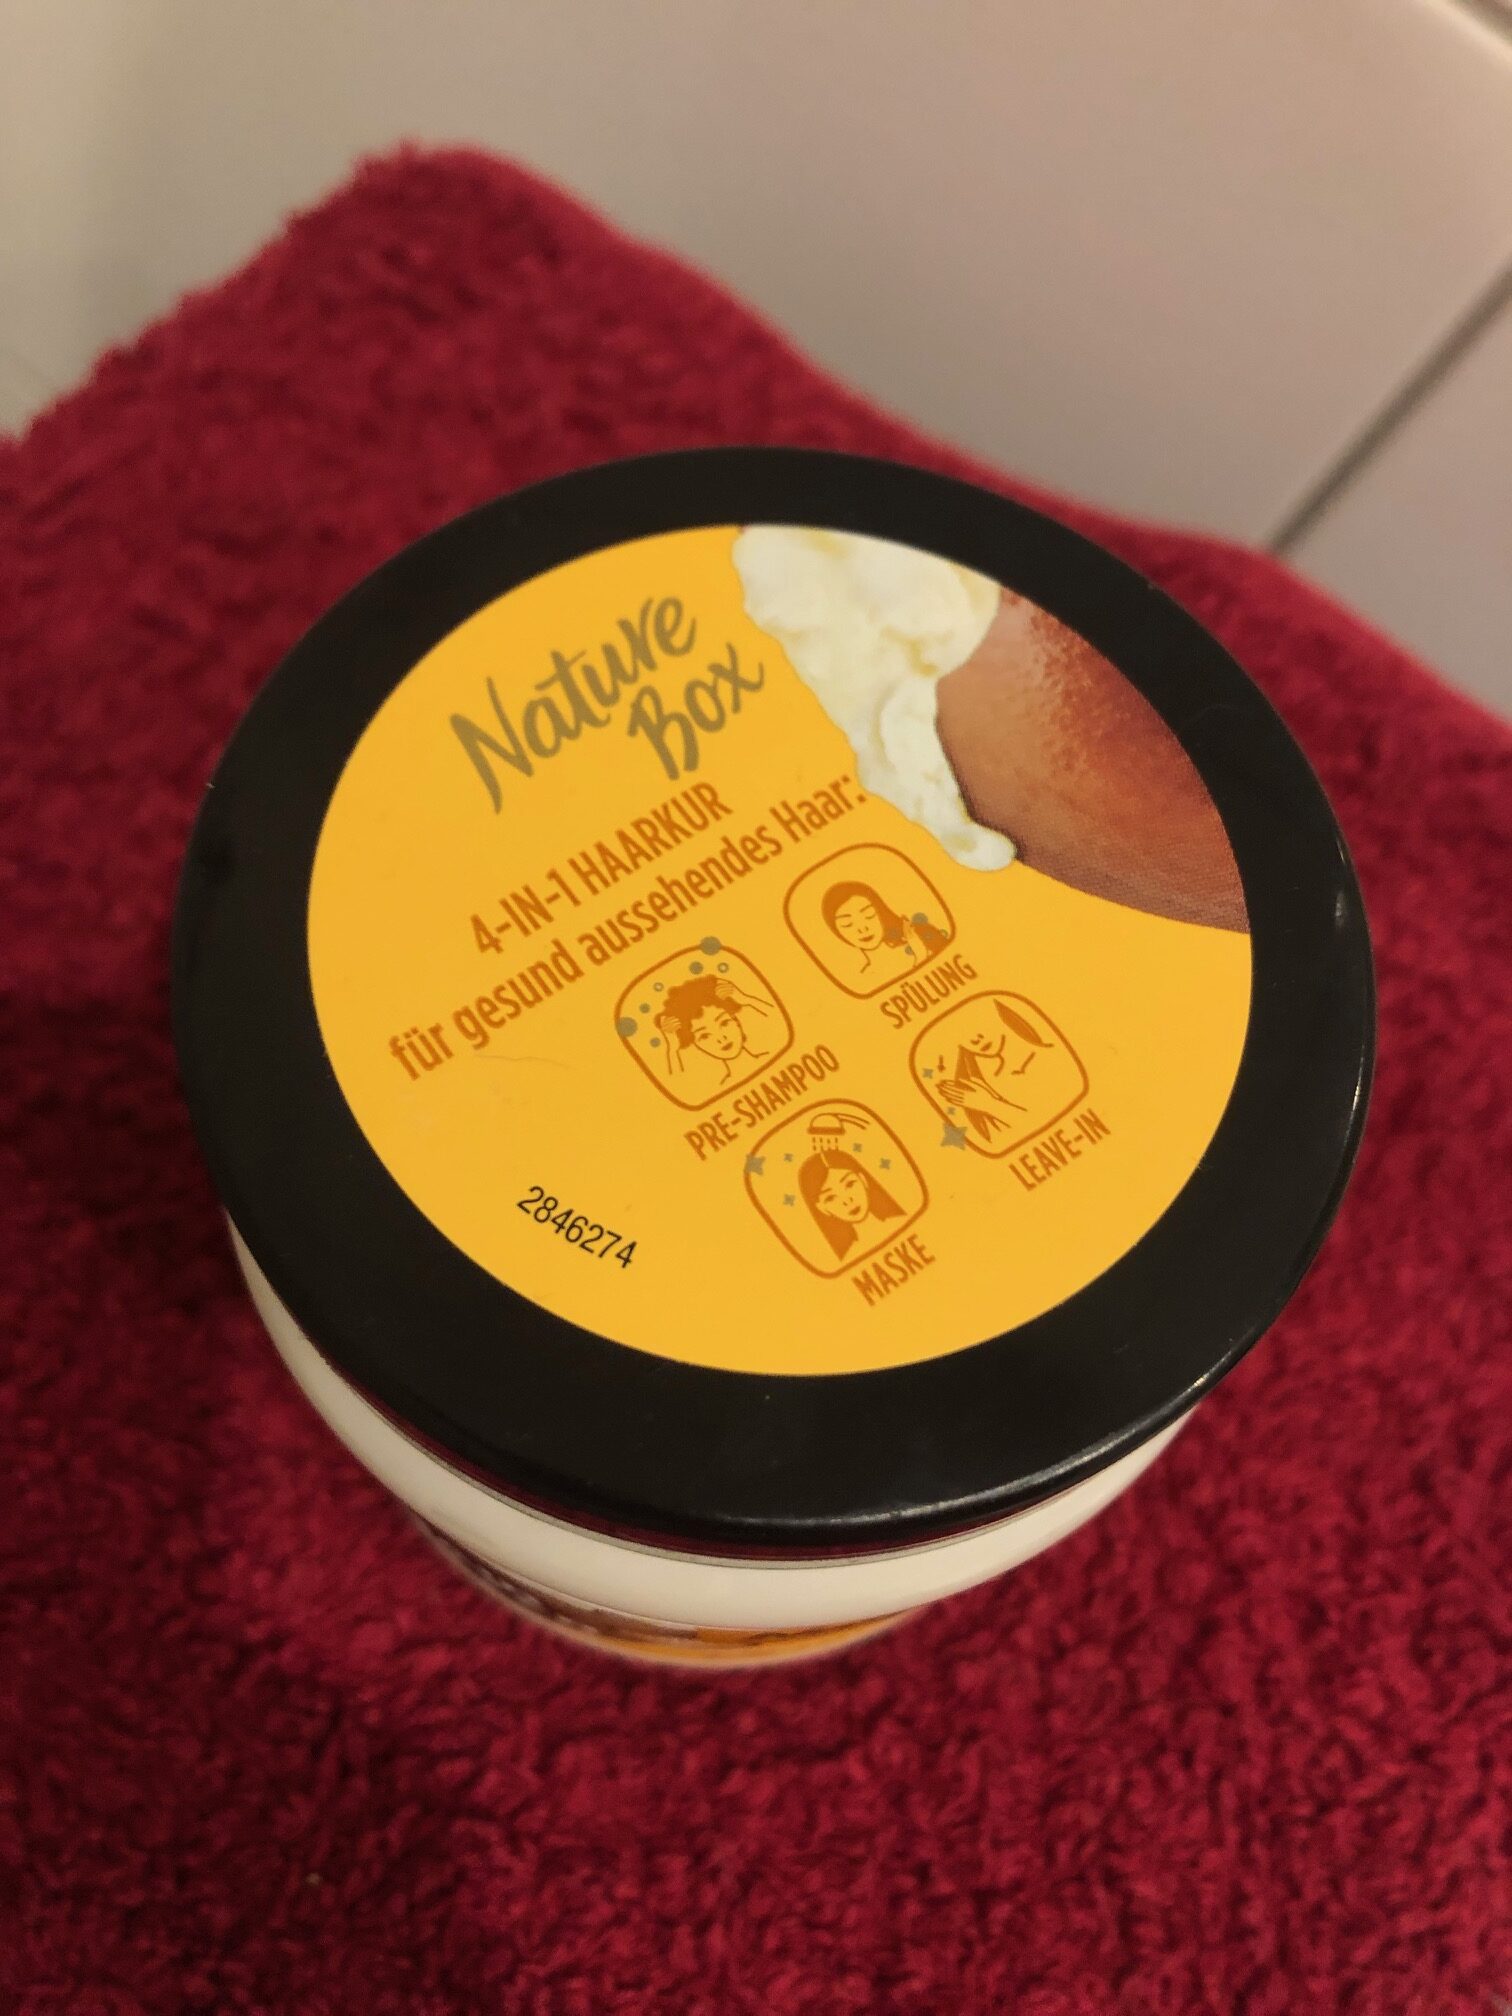 Nature
Box
4-IN-1 HAARKUR
für gesund aussehendes Haar:
PRE-SHAMPOO
SPÜLUNG
MASKE
LEAVE-IN
2846274